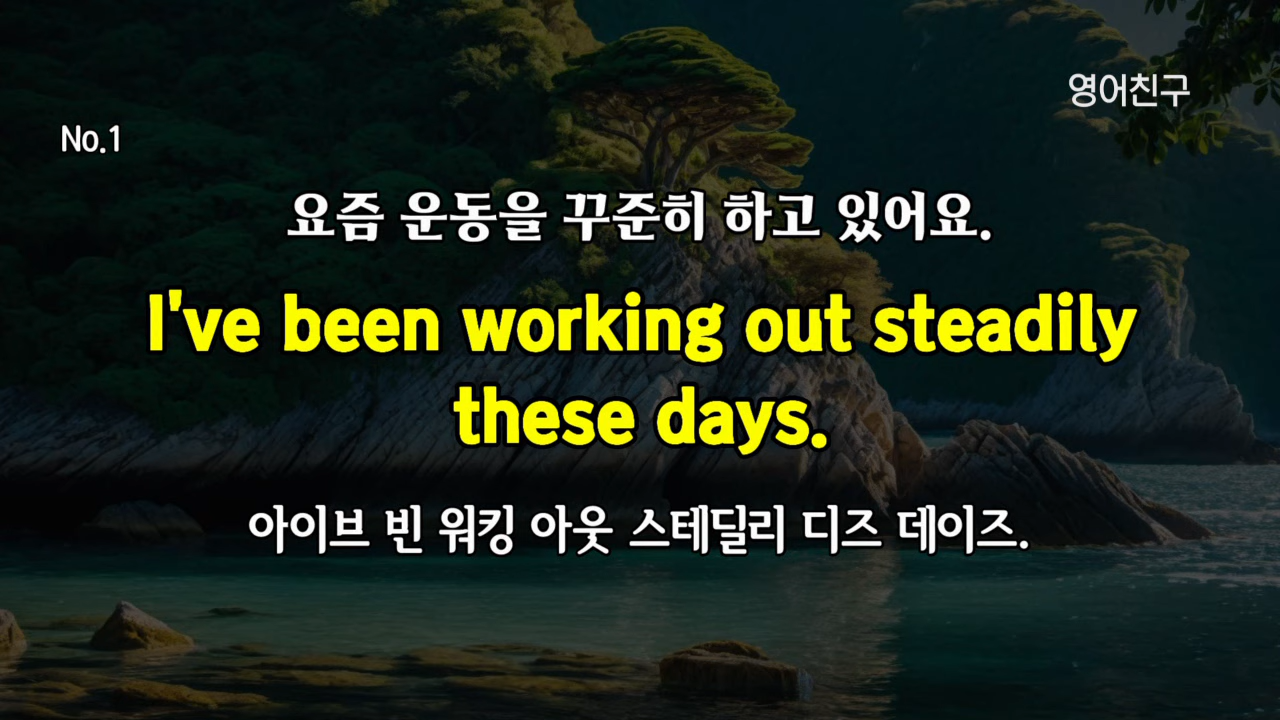 영어친구
No.1
요즘 운동을 꾸준히 하고 있어요.
I've been working out steadily
these days.
아이브 빈 워킹 아웃 스테딜리 디즈 데이즈.